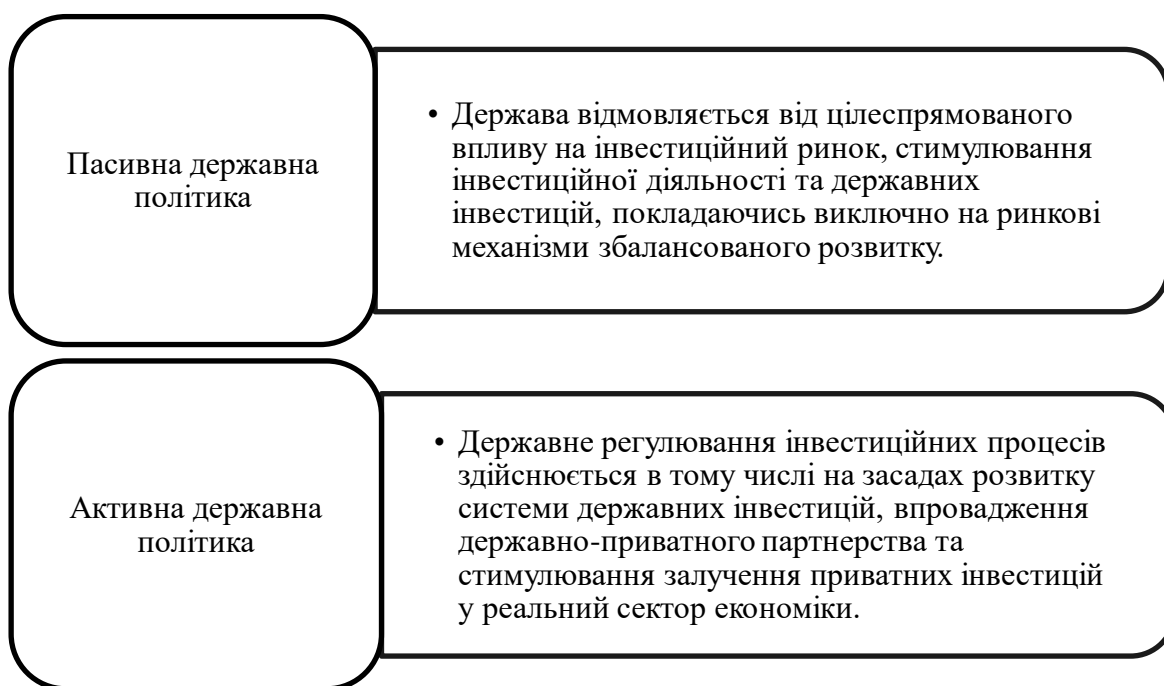 Пасивна державна
політика
• Держава відмовляється від цілеспрямованого
впливу на інвестиційний ринок, стимулювання
інвестиційної діяльності та державних
інвестицій, покладаючись виключно на ринкові
механізми збалансованого розвитку.
Активна державна
політика
• Державне регулювання інвестиційних процесів
здійснюється в тому числі на засадах розвитку
системи державних інвестицій, впровадження
державно-приватного партнерства та
стимулювання залучення приватних інвестицій
у реальний сектор економіки.